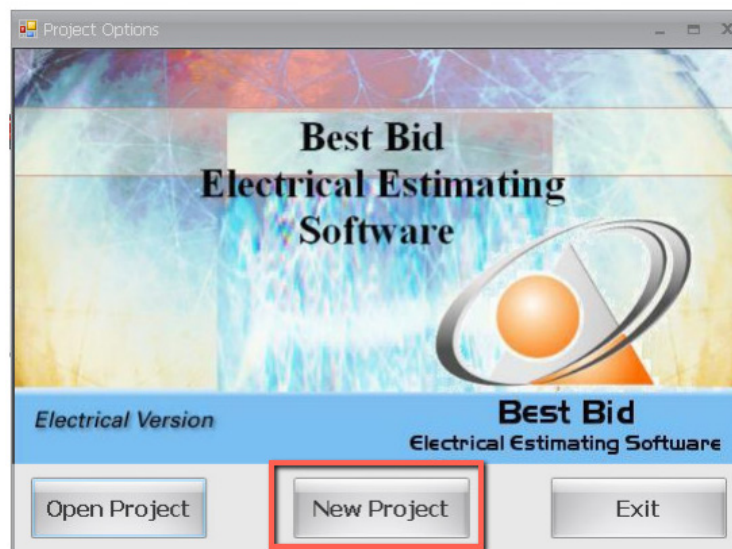 Project Options
Best Bid
Electrical Estimating
Software
Electrical Version
Best Bid
Electrical Estimating Software
Open Project
New Project
Exit